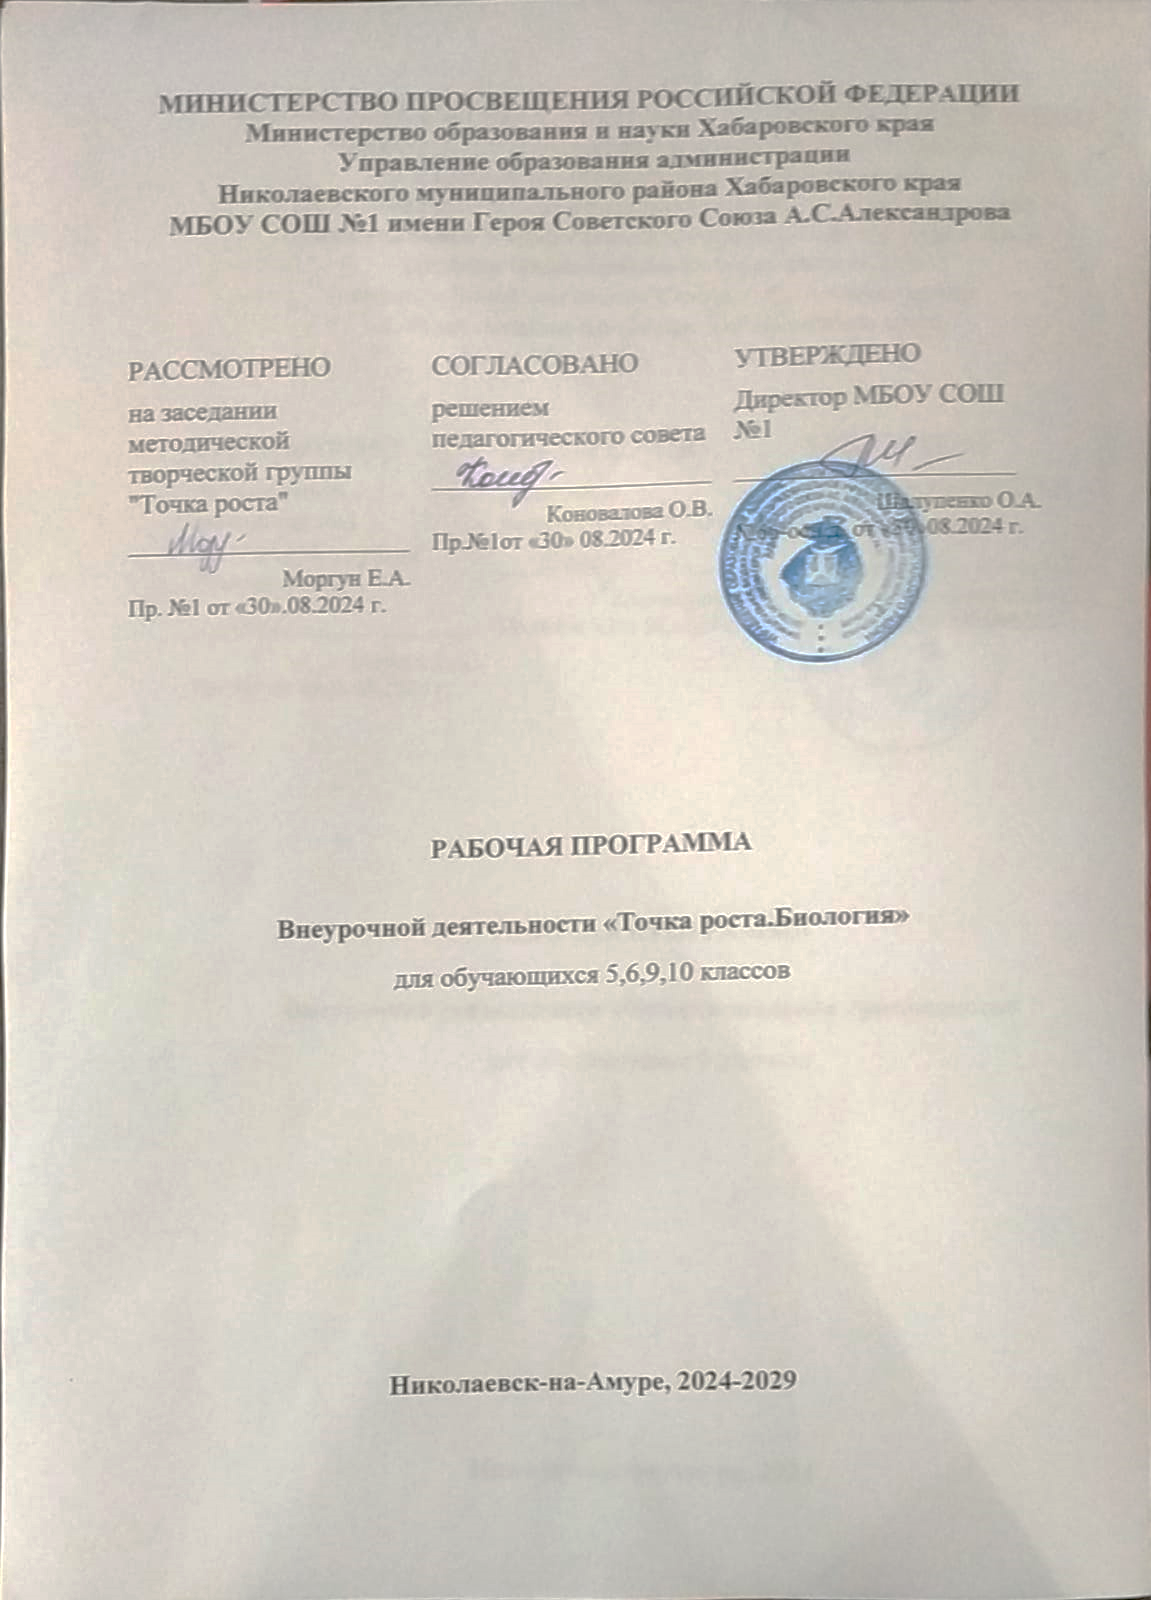 МИНИСТЕРСТВО ПРОСВЕЩЕНИЯ РОССИЙСКОЙ ФЕДЕРАЦИИ
Министерство образования и науки Хабаровского края
Управление образования администрации
Николаевского муниципального района Хабаровского края
МБОУ СОШ №1 имени Героя Советского Союза А.С.Александрова
РАССМОТРЕНО
на заседании
методической
творческой группы
"Точка роста"
Моргун Е.А.
Пр. №1 от «30».08.2024 г.
СОГЛАСОВАНО
решением
педагогического совета
Коновалова О.В.
Пр.№1от «30» 08.2024 г.
УТВЕРЖДЕНО
Директор МБОУ СОШ
№1
Шалупенко О.А.
от 08.2024 г.
РАБОЧАЯ ПРОГРАММА
Внеурочной деятельности «Точка роста.Биология»
для обучающихся 5,6,9,10 классов
Николаевск-на-Амуре, 2024-2029